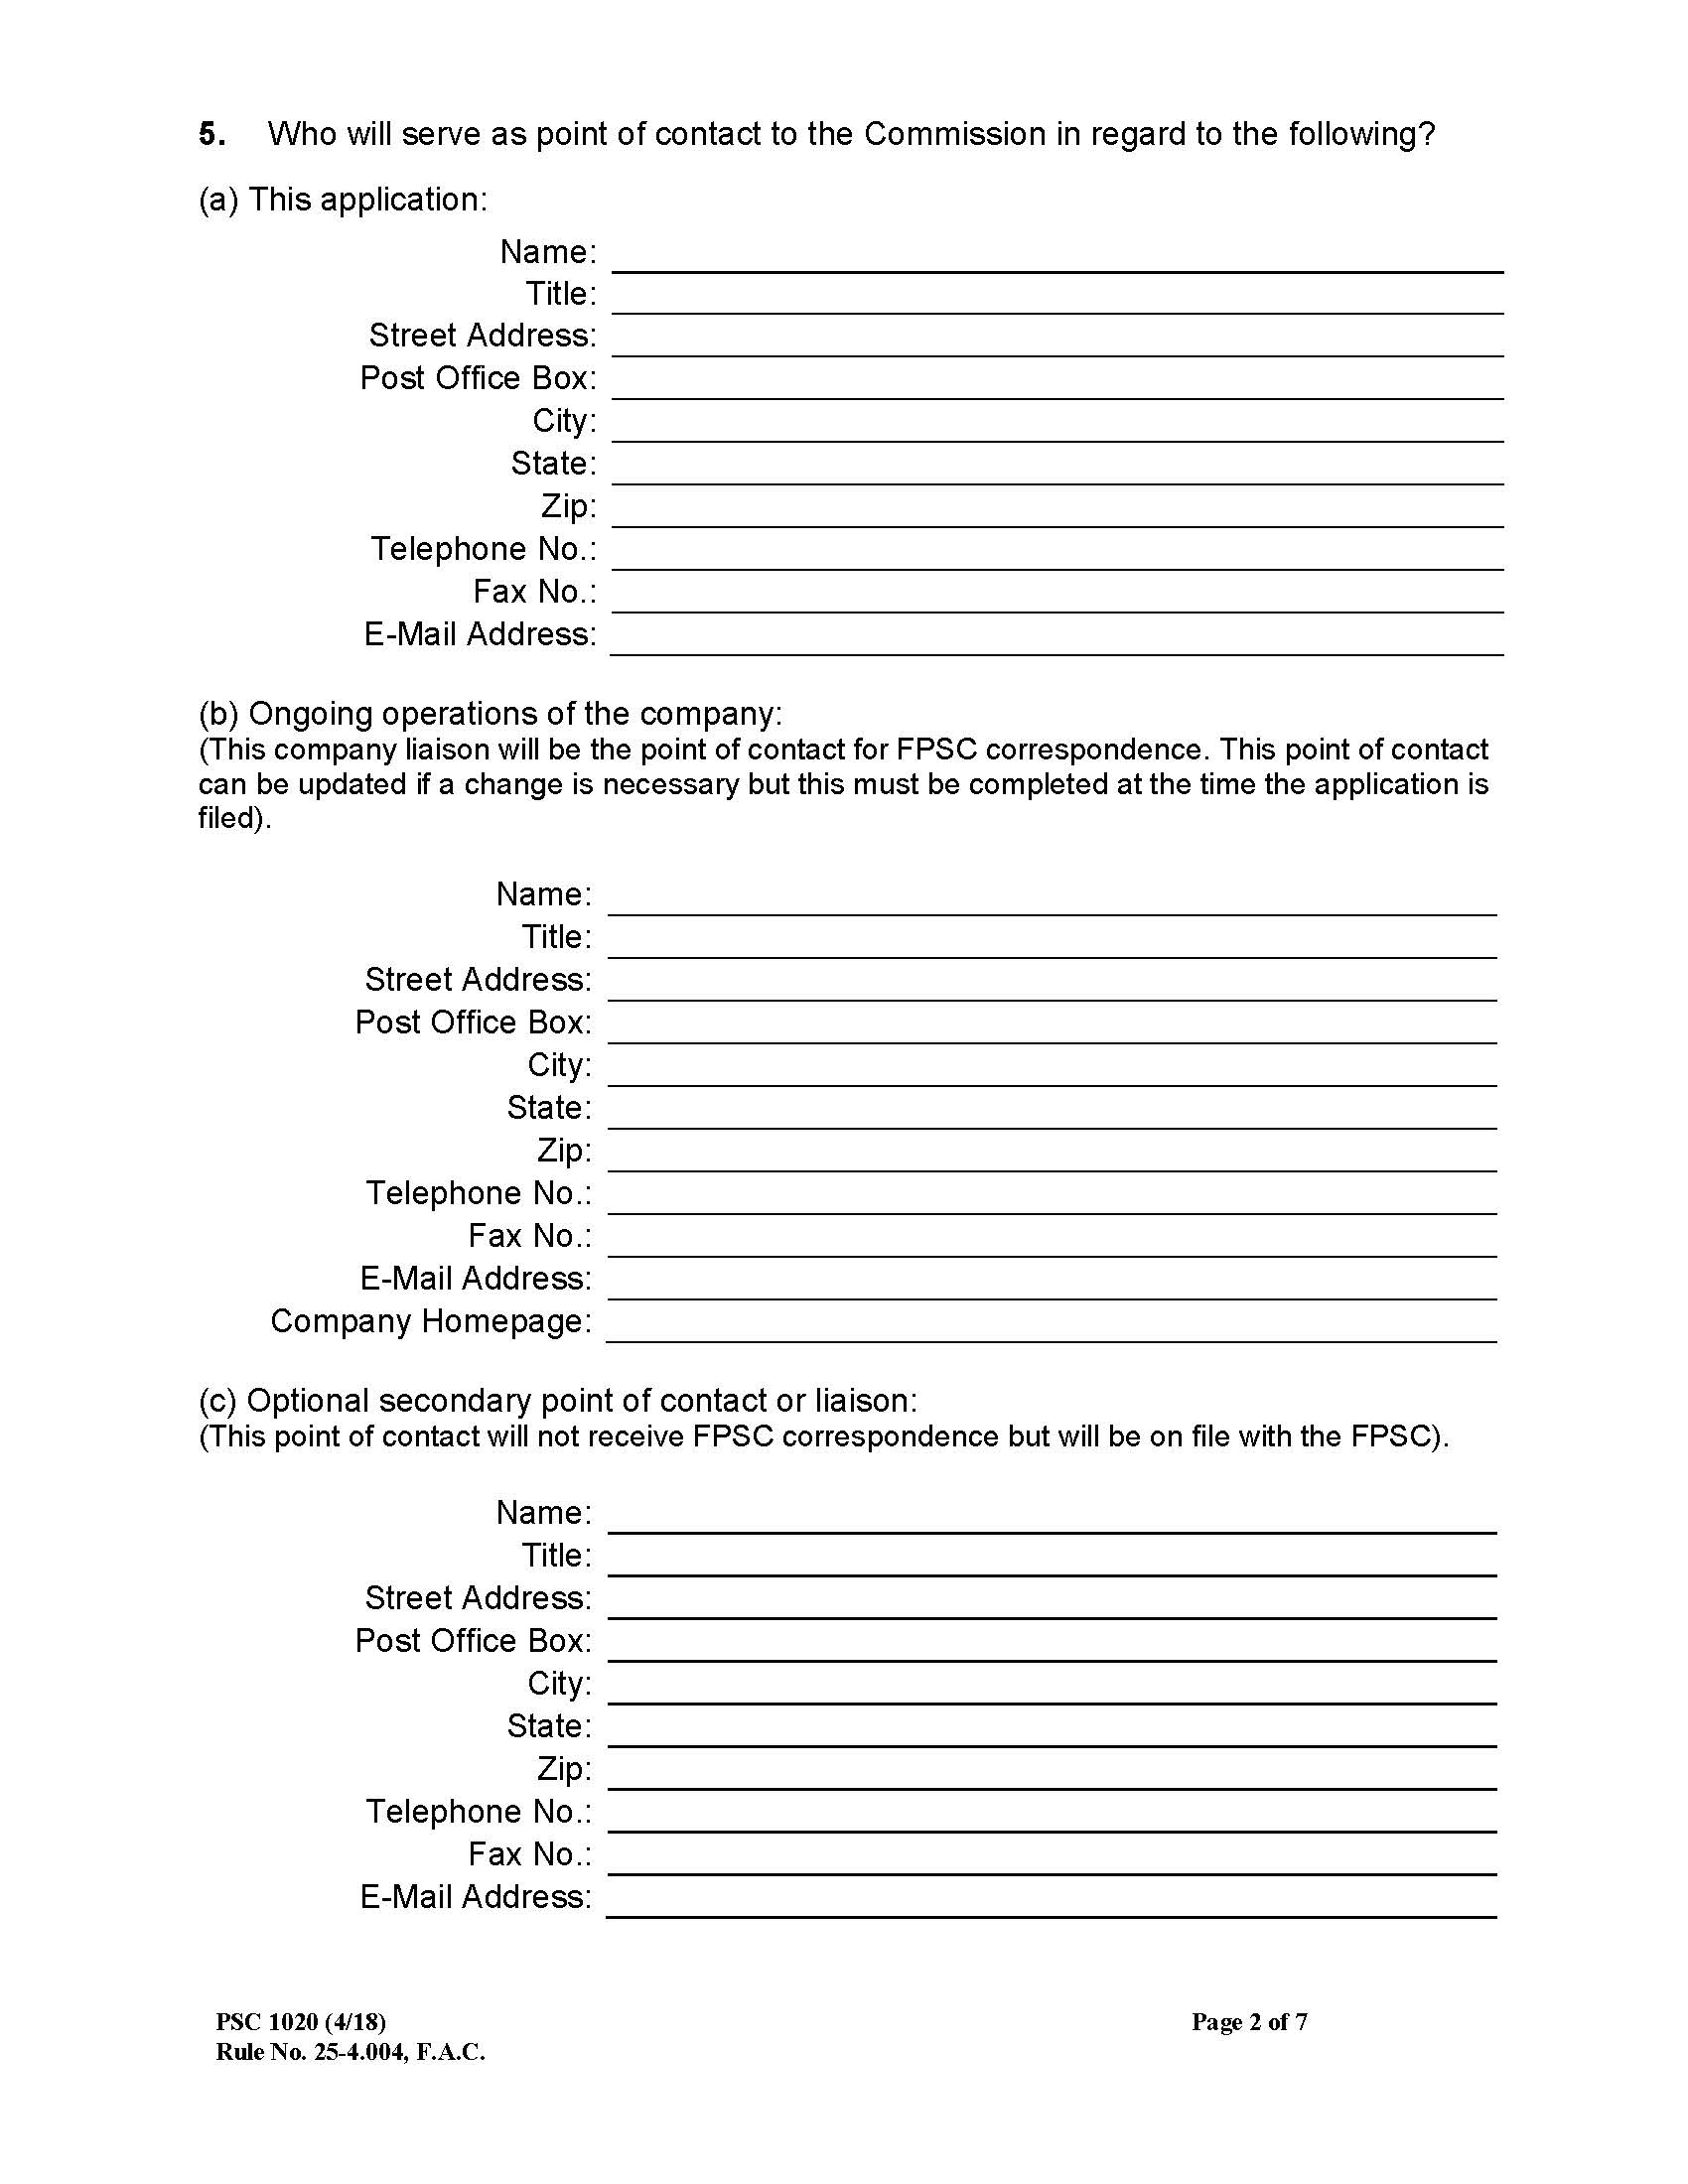 5. Who will serve as point of contact to the Commission in regard to the following?
(a) This application:
Name:
Title:
Street Address:
Post Office Box:
City:
State:
Zip:
Telephone No.:
Fax No.:
E-Mail Address:
(b) Ongoing operations of the company:
(This company liaison will be the point of contact for FPSC correspondence. This point of contact
can be updated if a change is necessary but this must be completed at the time the application is
filed).
Name:
Title:
Street Address:
Post Office Box:
City:
State:
Zip:
Telephone No.:
Fax No.:
E-Mail Address:
Company Homepage:
(c) Optional secondary point of contact or liaison:
(This point of contact will not receive FPSC correspondence but will be on file with the FPSC).
Name:
Title:
Street Address:
Post Office Box:
City:
State:
Zip:
Telephone No.:
Fax No.:
E-Mail Address:
PSC 1020 (4/18) Page 2 of 7
Rule No. 25-4.004, F.A.C.